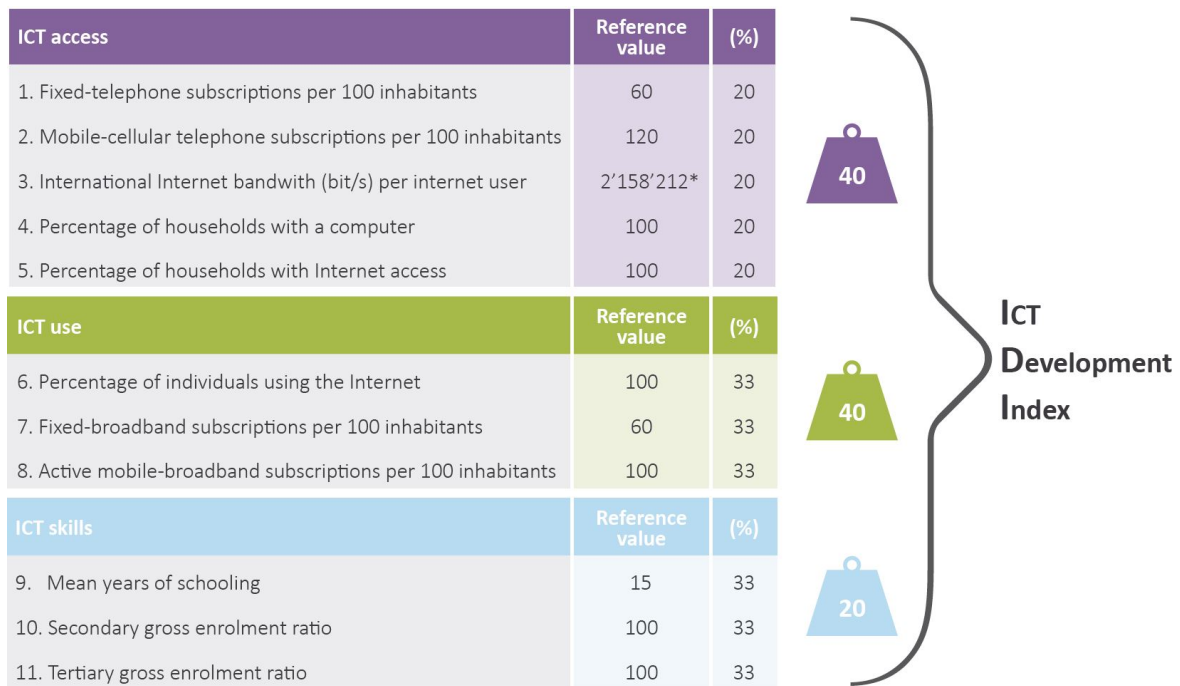 ICT access Reference value (%)
1. Fixed-telephone subscriptions per 100 inhabitants 60 20
2. Mobile-cellular telephone subscriptions per 100 inhabitants 120 20
3. International Internet bandwith (bit/s) per internet user 2’158’212* 20
4. Percentage of households with a computer 100 20
5. Percentage of households with Internet access 100 20
40
ICT use Reference value (%)
6. Percentage of individuals using the Internet 100 33
7. Fixed-broadband subscriptions per 100 inhabitants 60 33
8. Active mobile-broadband subscriptions per 100 inhabitants 100 33
40
ICT skills Reference value (%)
9. Mean years of schooling 15 33
10. Secondary gross enrolment ratio 100 33
11. Tertiary gross enrolment ratio 100 33
20
ICT
Development
Index